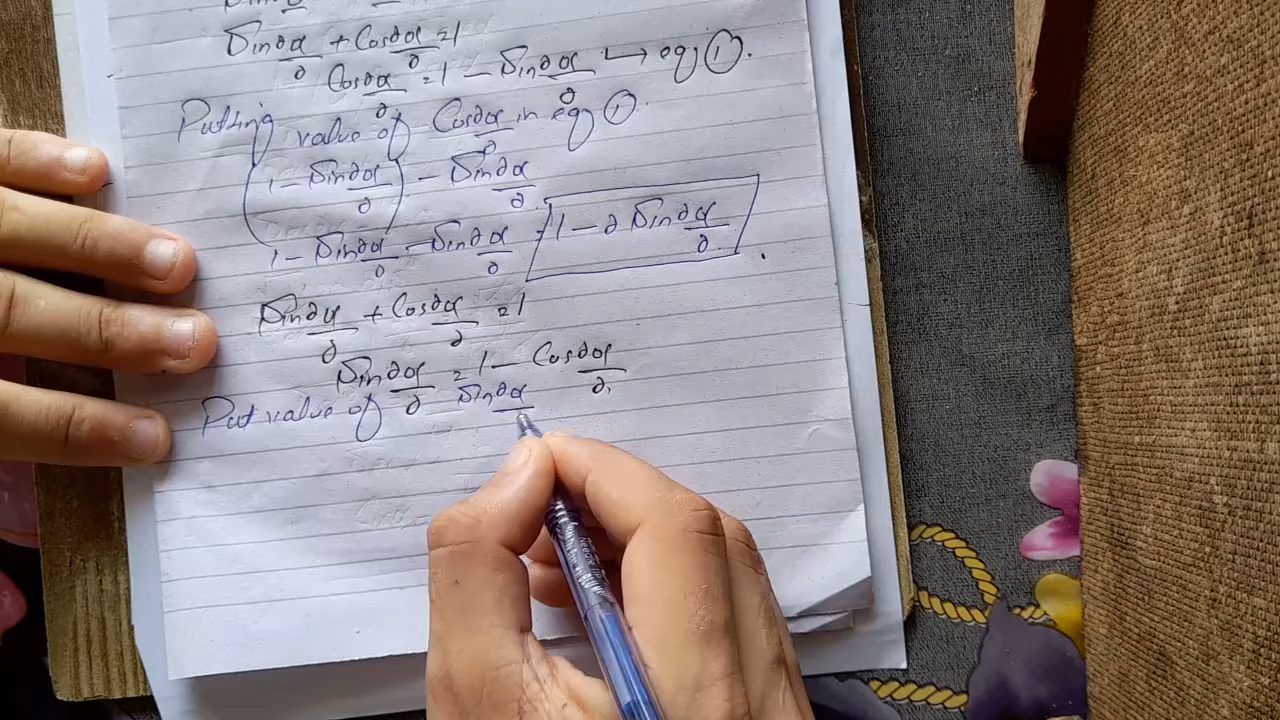 Sin²α/2 + Cos²α/2 = 1
Cos²α/2 = 1 - Sin²α/2 → eq ①.
Putting value of Cos²α/2 in eq ①.
(1 - Sin²α/2) - Sin²α/2
1 - Sin²α/2 - Sin²α/2 = 1 - 2 Sin²α/2.
Sin²α/2 + Cos²α/2 = 1
Sin²α/2 = 1 - Cos²α/2.
Put value of Sin²α